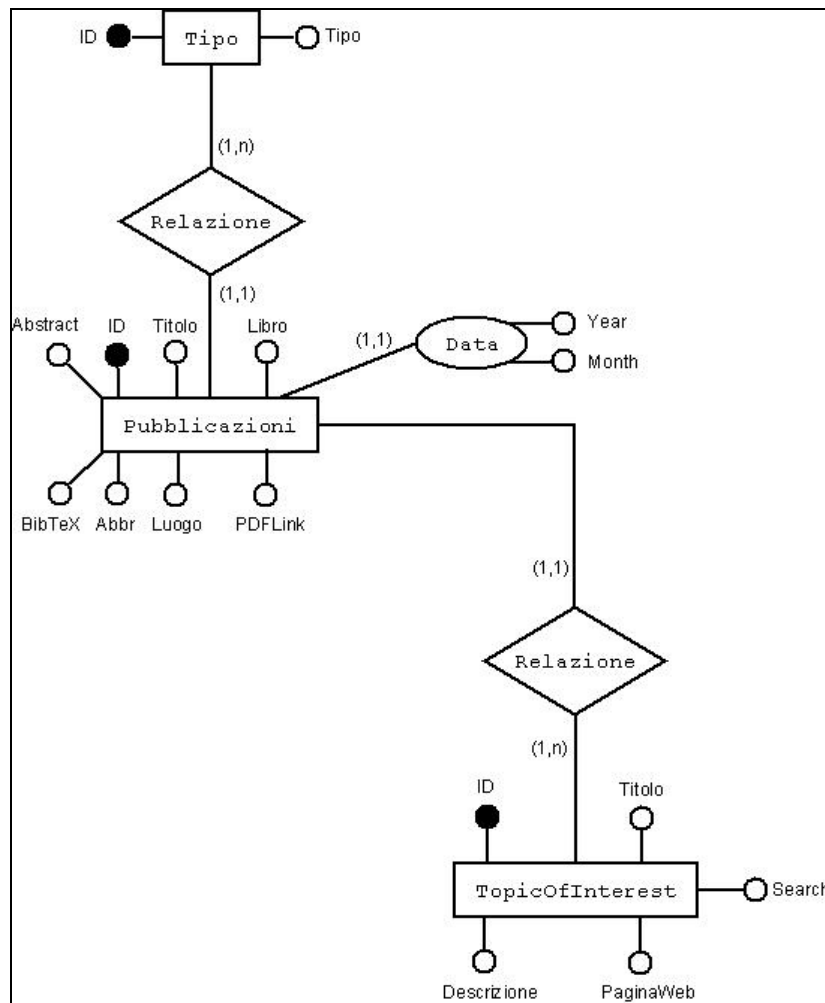 ID
Tipo
Tipo
(1,n)
Relazione
(1,1)
Abstract
ID
Titolo
Libro
(1,1)
Data
Year
Month
Pubblicazioni
BibTeX
Abbr
Luogo
PDFLink
(1,1)
Relazione
(1,n)
ID
Titolo
TopicOfInterest
Search
Descrizione
PaginaWeb